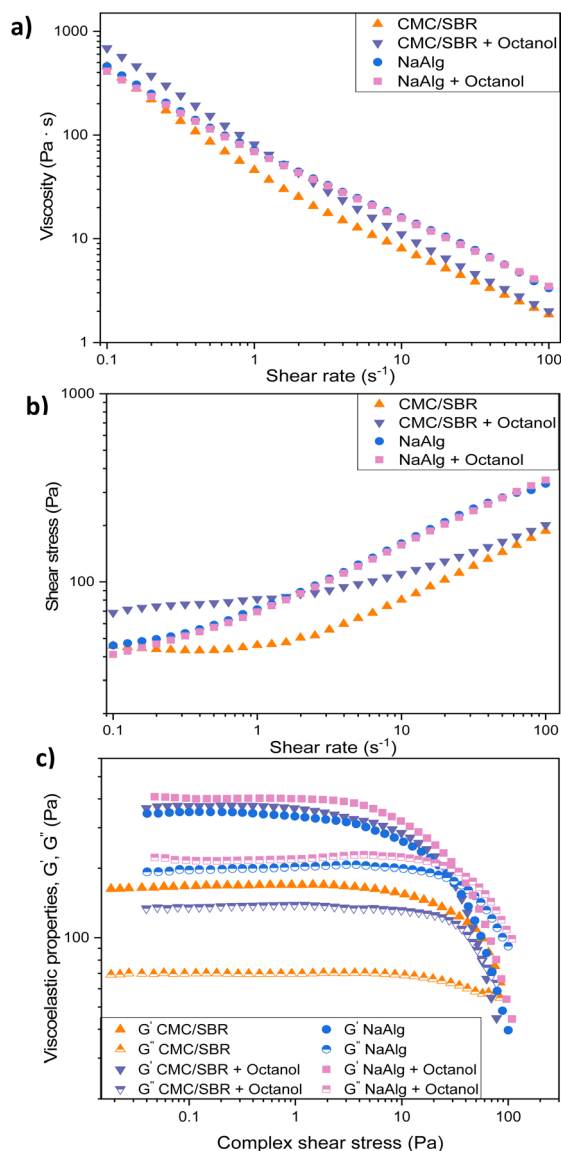 a)
CMC/SBR
CMC/SBR + Octanol
NaAlg
NaAlg + Octanol
1000
100
10
1
Viscosity (Pa · s)
0.1 1 10 100
Shear rate (s⁻¹)
b)
CMC/SBR
CMC/SBR + Octanol
NaAlg
NaAlg + Octanol
1000
100
Shear stress (Pa)
0.1 1 10 100
Shear rate (s⁻¹)
c)
Viscoelastic properties, G', G'' (Pa)
100
G' CMC/SBR G' NaAlg
G'' CMC/SBR G'' NaAlg
G' CMC/SBR + Octanol G' NaAlg + Octanol
G'' CMC/SBR + Octanol G'' NaAlg + Octanol
0.1 1 10 100
Complex shear stress (Pa)